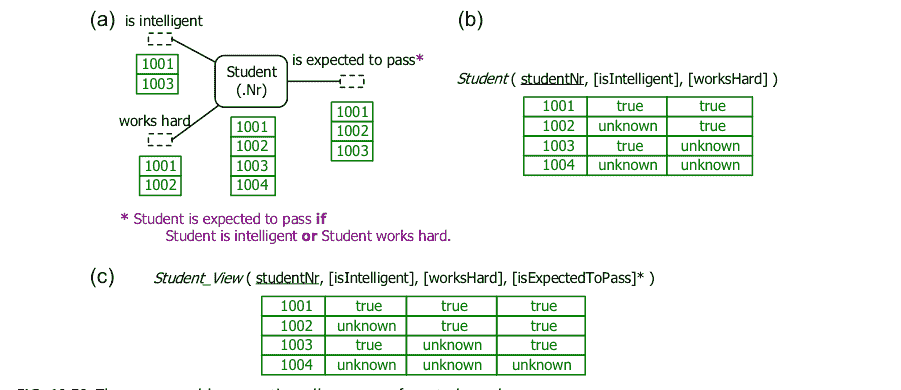 (a) is intelligent
1001
1003
Student
(.Nr)
is expected to pass*
works hard
1001
1002
1003
1004
1001
1002
1003
1001
1002
* Student is expected to pass if
Student is intelligent or Student works hard.
(b)
Student ( studentNr, [isIntelligent], [worksHard] )
1001 true true
1002 unknown true
1003 true unknown
1004 unknown unknown
(c) Student_View ( studentNr, [isIntelligent], [worksHard], [isExpectedToPass]* )
1001 true true true
1002 unknown true true
1003 true unknown true
1004 unknown unknown unknown